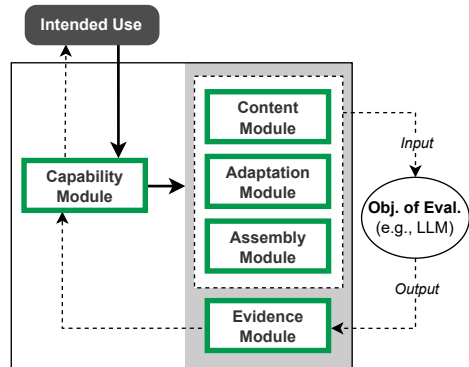 Intended Use
Content
Module
Input
Capability
Module
Adaptation
Module
Obj. of Eval.
(e.g., LLM)
Assembly
Module
Output
Evidence
Module